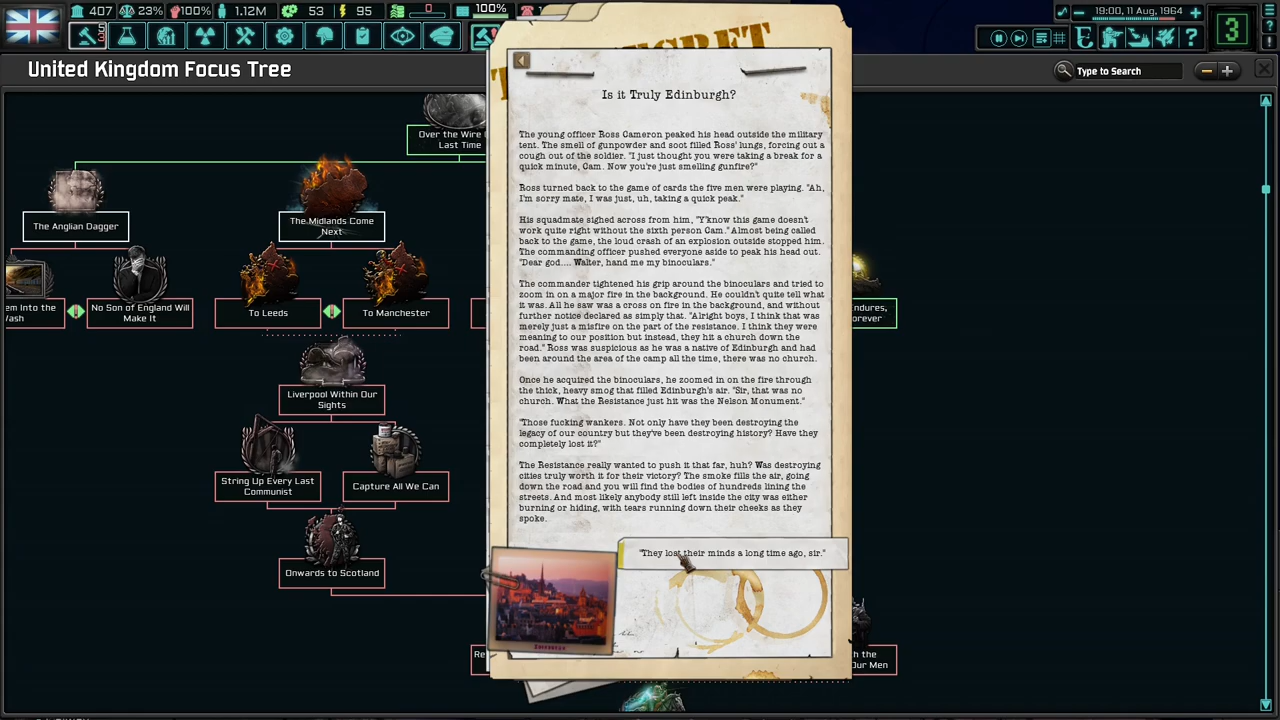 407 23% 100% 1.12M 53 95 0 100%
19:00, 11 Aug, 1964
3
SECRET
United Kingdom Focus Tree
Type to Search
Is it Truly Edinburgh?
The young officer Ross Cameron peaked his head outside the military
tent. The smell of gunpowder and soot filled Ross' lungs, forcing out a
cough out of the soldier. "I just thought you were taking a break for a
quick minute, Cam. Now you're just smelling gunfire?"
Ross turned back to the game of cards the five men were playing. "Ah,
I'm sorry mate, I was just, uh, taking a quick peak."
His squadmate sighed across from him, "Y'know this game doesn't
work quite right without the sixth person Cam." Almost being called
back to the game, the loud crash of an explosion outside stopped him.
The commanding officer pushed everyone aside to peak his head out.
"Dear god.... Walter, hand me my binoculars."
The commander tightened his grip around the binoculars and tried to
zoom in on a major fire in the background. He couldn't quite tell what
it was. All he saw was a cross on fire in the background, and without
further notice declared as simply that. "Alright boys, I think that was
merely just a misfire on the part of the resistance. I think they were
meaning to our position but instead, they hit a church down the
road." Ross was suspicious as he was a native of Edinburgh and had
been around the area of the camp all the time, there was no church.
Once he acquired the binoculars, he zoomed in on the fire through
the thick, heavy smog that filled Edinburgh's air. "Sir, that was no
church. What the Resistance just hit was the Nelson Monument."
"Those fucking wankers. Not only have they been destroying the
legacy of our country but they've been destroying history? Have they
completely lost it?"
The Resistance really wanted to push it that far, huh? Was destroying
cities truly worth it for their victory? The smoke fills the air, going
down the road and you will find the bodies of hundreds lining the
streets. And most likely anybody still left inside the city was either
burning or hiding, with tears running down their cheeks as they
spoke.
"They lost their minds a long time ago, sir."
Over the Wire
Last Time
The Anglian Dagger
The Midlands Come
Next
em Into the
Wash
No Son of England Will
Make It
To Leeds
To Manchester
Endures,
orever
Liverpool Within Our
Sights
String Up Every Last
Communist
Capture All We Can
Onwards to Scotland
Re
h the
Our Men